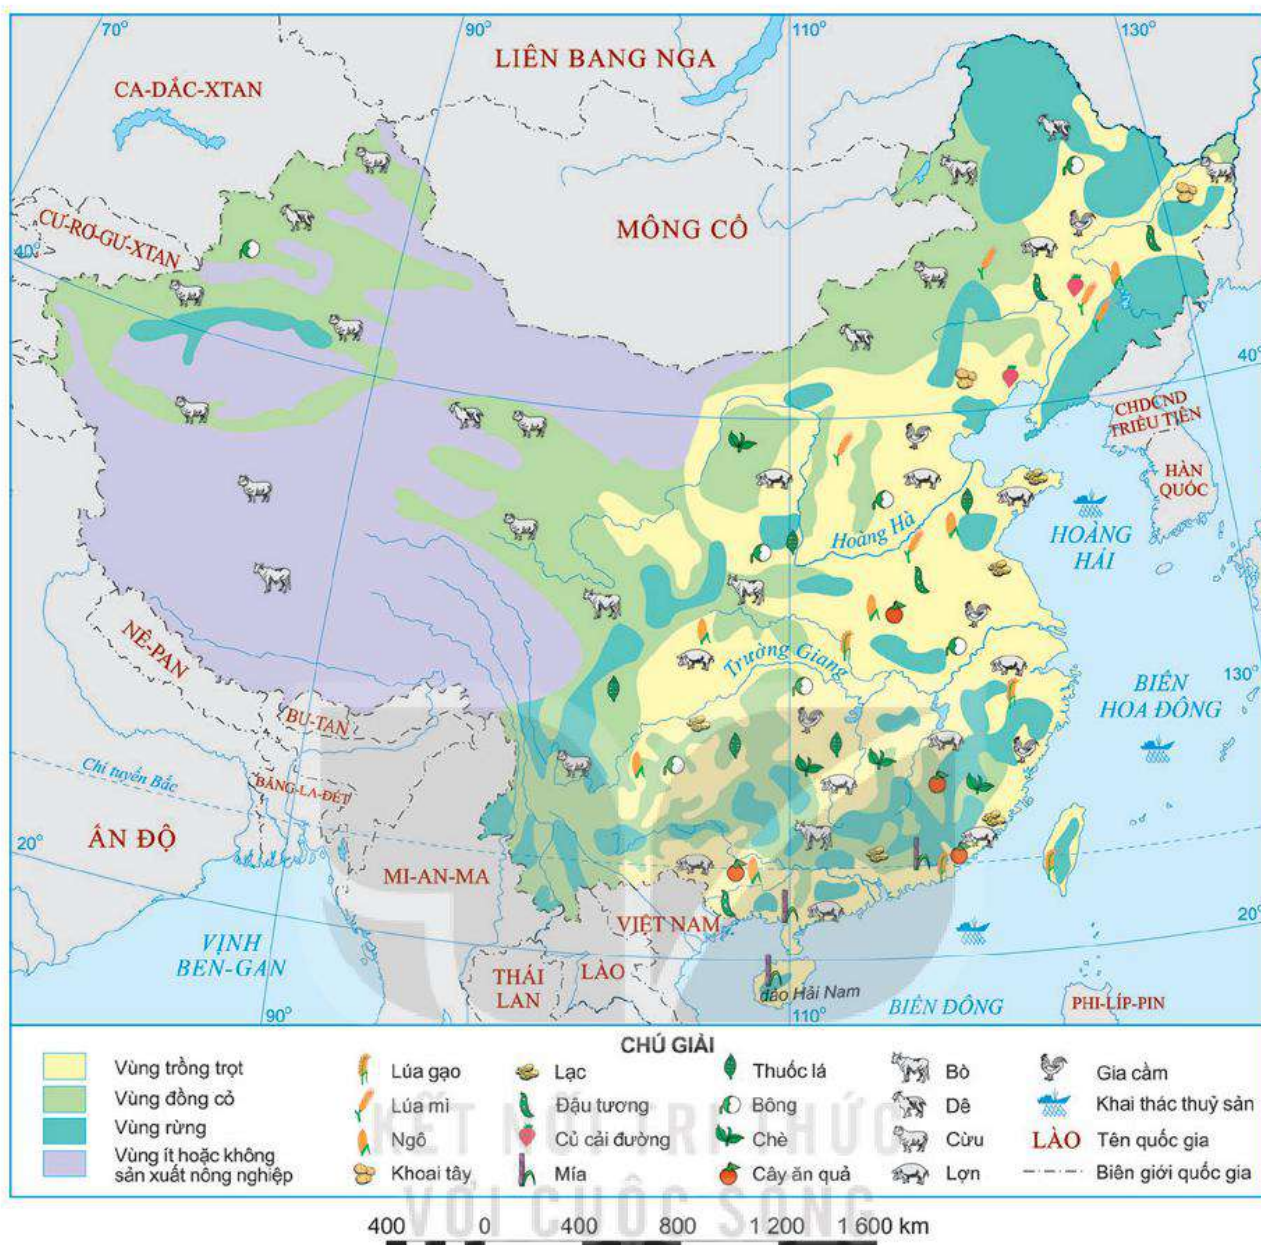 70°
90°
110°
130°
LIÊN BANG NGA
CA-DẮC-XTAN
CƯ-RƠ-GƯ-XTAN
MÔNG CỔ
40°
40°
CHDCND
TRIỀU TIÊN
HÀN
QUỐC
Hoàng Hà
HOÀNG
HẢI
NÊ-PAN
Trường Giang
BIỂN
HOA ĐÔNG
130°
BU-TAN
Chí tuyến Bắc
BĂNG-LA-ĐÉT
ẤN ĐỘ
20°
MI-AN-MA
VIỆT NAM
20°
VỊNH
BEN-GAN
THÁI
LAN
LÀO
đảo Hải Nam
BIỂN ĐÔNG
PHI-LÍP-PIN
90°
110°
CHÚ GIẢI
Vùng trồng trọt
Vùng đồng cỏ
Vùng rừng
Vùng ít hoặc không
sản xuất nông nghiệp
Lúa gạo
Lúa mì
Ngô
Khoai tây
Lạc
Đậu tương
Củ cải đường
Mía
Thuốc lá
Bông
Chè
Cây ăn quả
Bò
Dê
Cừu
Lợn
Gia cầm
Khai thác thuỷ sản
LÀO Tên quốc gia
Biên giới quốc gia
KẾT NỐI TRI THỨC
VỚI CUỘC SỐNG
400 0 400 800 1 200 1 600 km